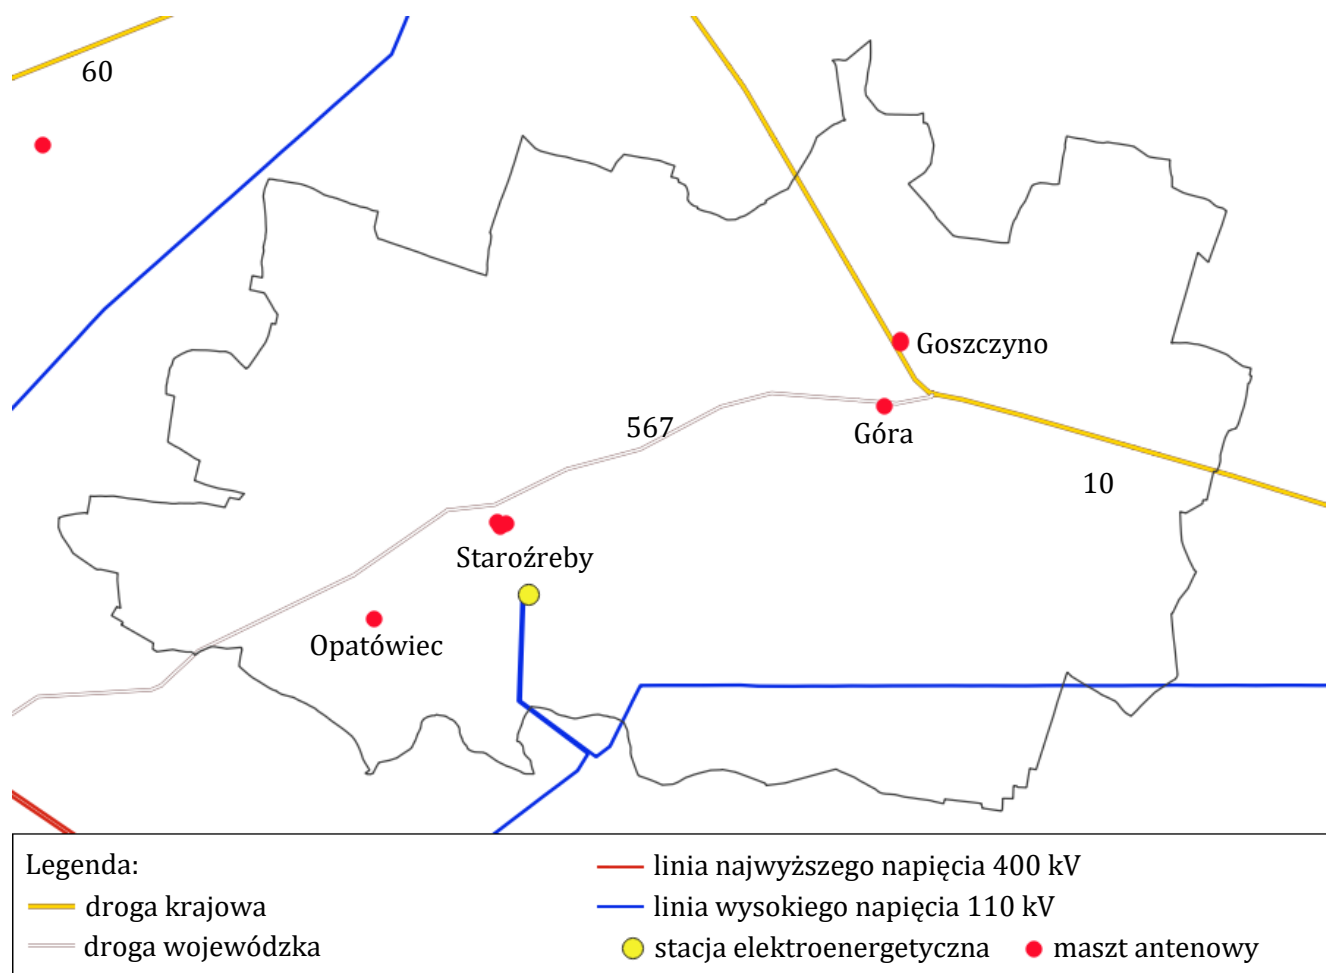 60
Goszczyno
567
Góra
10
Staroźreby
Opatówiec
Legenda:
droga krajowa
droga wojewódzka
linia najwyższego napięcia 400 kV
linia wysokiego napięcia 110 kV
stacja elektroenergetyczna
maszt antenowy